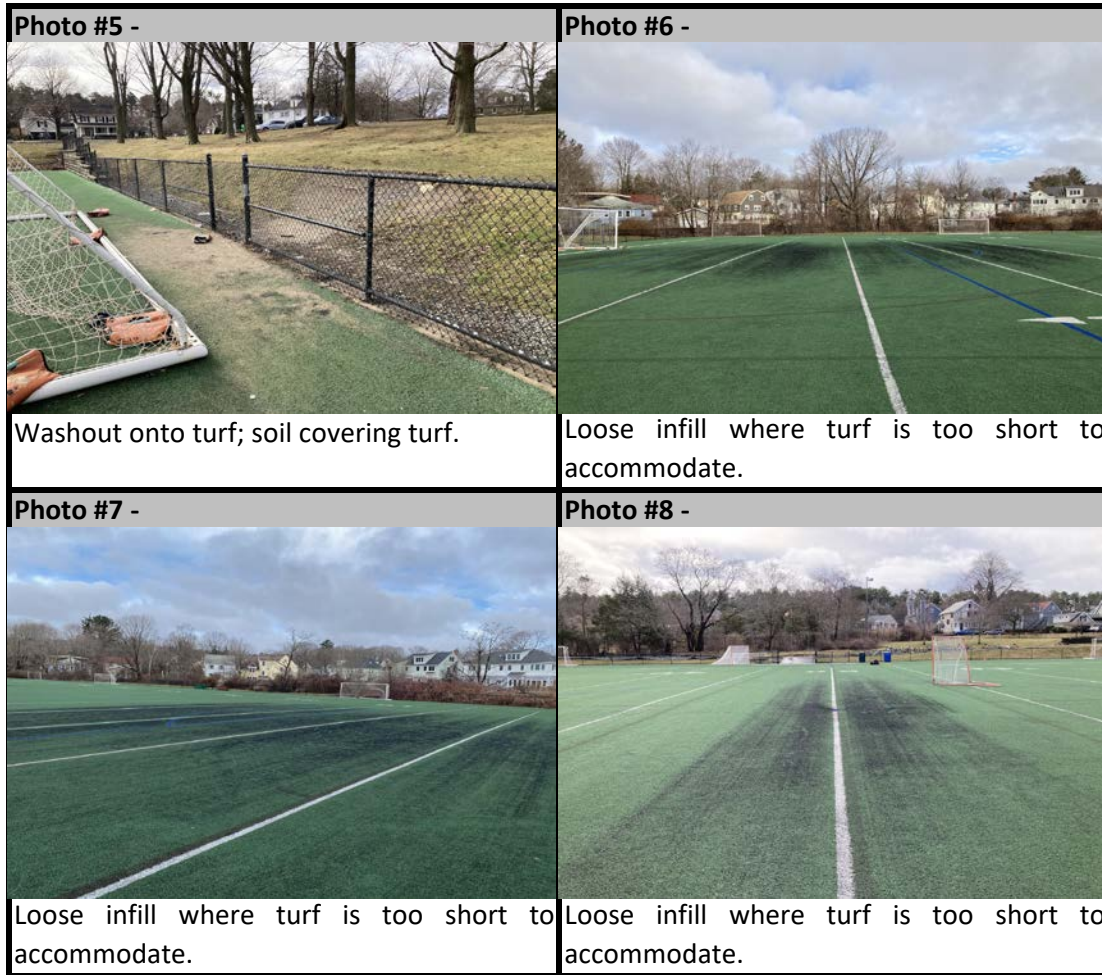 Photo #5 -
Photo #6 -
Washout onto turf; soil covering turf.
Loose infill where turf is too short to
accommodate.
Photo #7 -
Photo #8 -
Loose infill where turf is too short to
accommodate.
Loose infill where turf is too short to
accommodate.